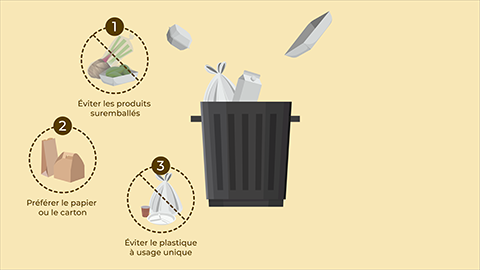 1
Éviter les produits
suremballés
2
Préférer le papier
ou le carton
3
Éviter le plastique
à usage unique